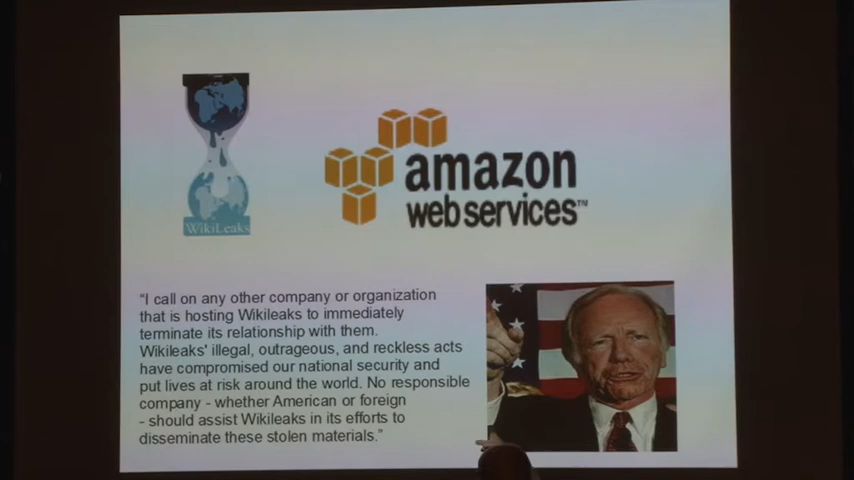 WikiLeaks
amazon
web services™
“I call on any other company or organization
that is hosting Wikileaks to immediately
terminate its relationship with them.
Wikileaks' illegal, outrageous, and reckless acts
have compromised our national security and
put lives at risk around the world. No responsible
company - whether American or foreign
- should assist Wikileaks in its efforts to
disseminate these stolen materials.”